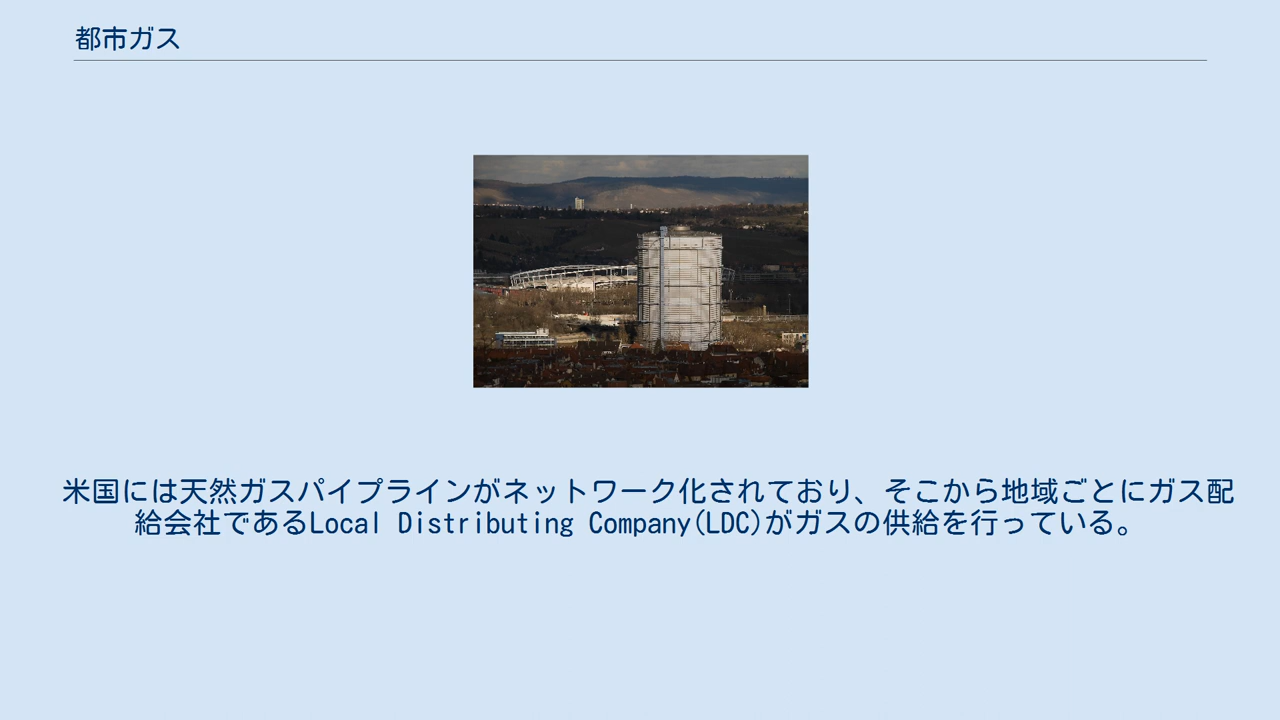 都市ガス
米国には天然ガスパイプラインがネットワーク化されており、そこから地域ごとにガス配
給会社であるLocal Distributing Company(LDC)がガスの供給を行っている。